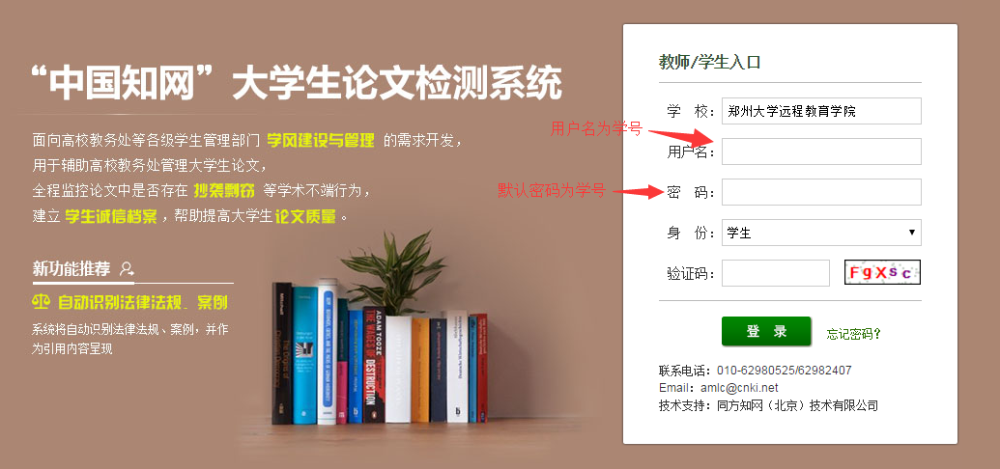 “中国知网”大学生论文检测系统
面向高校教务处等各级学生管理部门 学风建设与管理 的需求开发，
用于辅助高校教务处管理大学生论文，
全程监控论文中是否存在 抄袭剽窃 等学术不端行为，
建立 学生诚信档案，帮助提高大学生论文质量。
新功能推荐
自动识别法律法规、案例
系统将自动识别法律法规、案例，并作
为引用内容呈现
ADAM TOOZE
THE WAGES OF
DESTRUCTION
教师/学生入口
学 校：郑州大学远程教育学院
用户名为学号
用户名：
默认密码为学号
密 码：
身 份：学生
验证码： FgXsc
登 录 忘记密码?
联系电话：010-62980525/62982407
Email：amlc@cnki.net
技术支持：同方知网（北京）技术有限公司